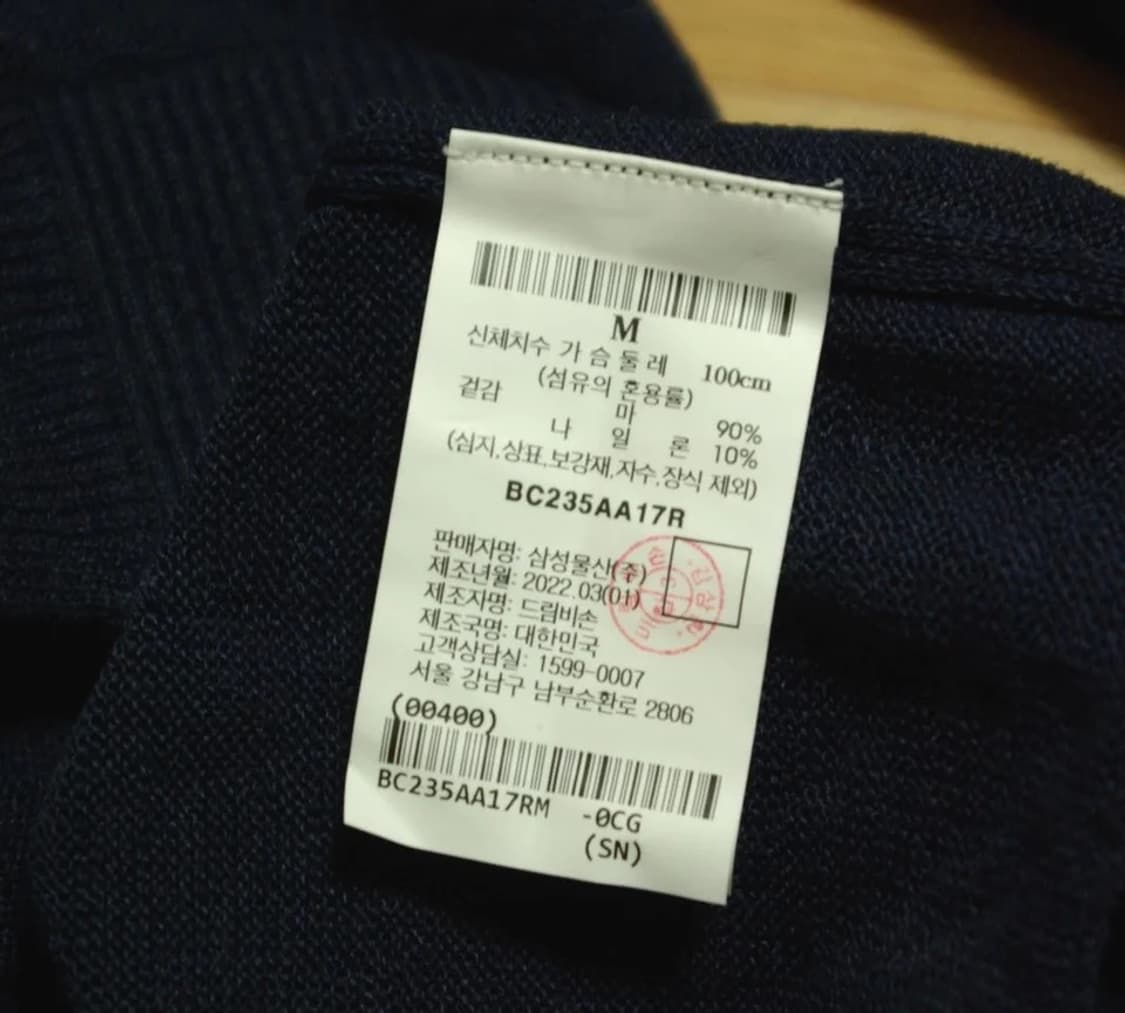 M
신체치수 가 슴 둘 레 100cm
(섬유의 혼용률)
겉감 마 90%
나 일 론 10%
(심지,상표,보강재,자수,장식 제외)
BC235AA17R
판매자명: 삼성물산(주)
제조년월: 2022.03(01)
제조자명: 드림비손
제조국명: 대한민국
고객상담실: 1599-0007
서울 강남구 남부순환로 2806
(00400)
BC235AA17RM -0CG
(SN)